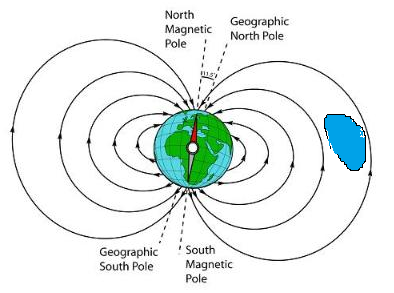 North
Magnetic
Pole
Geographic
North Pole
11.5°
Geographic
South Pole
South
Magnetic
Pole